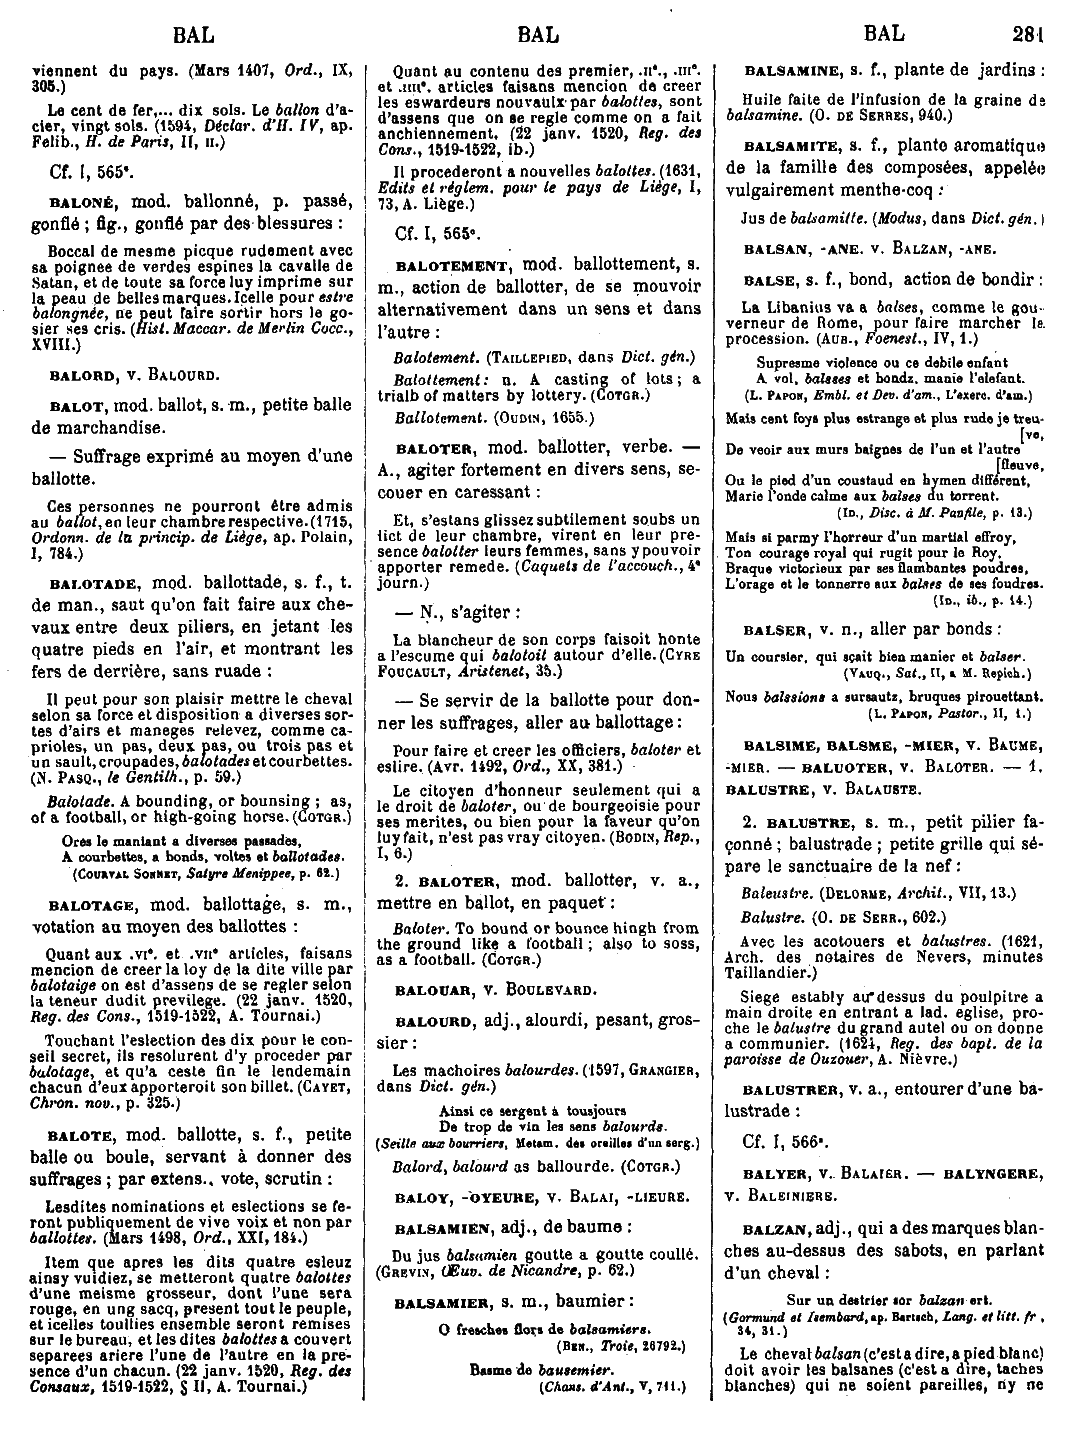 BAL
BAL
BAL 281
viennent du pays. (Mars 1407, Ord., IX,
305.)
Le cent de fer,... dix sols. Le ballon d'a-
cier, vingt sols. (1594, Déclar. d'H. IV, ap.
Felib., H. de Paris, II, II.)
Cf. I, 565ᵃ.
BALONÉ, mod. ballonné, p. passé,
gonflé ; fig., gonflé par des blessures :
Boccal de mesme picque rudement avec
sa poignee de verdes espines la cavalle de
Satan, et de toute sa force luy imprime sur
la peau de belles marques. Icelle pour estre
balongnée, ne peut faire sortir hors le go-
sier ses cris. (Hist. Maccar. de Merlin Cocc.,
XVIII.)
BALORD, v. BALOURD.
BALOT, mod. ballot, s. m., petite balle
de marchandise.
— Suffrage exprimé au moyen d'une
ballotte.
Ces personnes ne pourront être admis
au ballot, en leur chambre respective. (1715,
Ordonn. de la princip. de Liège, ap. Polain,
I, 784.)
BALOTADE, mod. ballottade, s. f., t.
de man., saut qu'on fait faire aux che-
vaux entre deux piliers, en jetant les
quatre pieds en l'air, et montrant les
fers de derrière, sans ruade :
Il peut pour son plaisir mettre le cheval
selon sa force et disposition a diverses sor-
tes d'airs et maneges relevez, comme ca-
prioles, un pas, deux pas, ou trois pas et
un sault, croupades, balotades et courbettes.
(N. PASQ., le Gentilh., p. 59.)
Balotade. A bounding, or bounsing ; as,
of a football, or high-going horse. (COTGR.)
Ores le maniant a diverses passades,
A courbettes, a bonds, voltes et ballotades.
(COURVAL SONNET, Satyre Menippee, p. 62.)
BALOTAGE, mod. ballottage, s. m.,
votation au moyen des ballottes :
Quant aux .VIᵉ. et .VIIᵉ articles, faisans
mencion de creer la loy de la dite ville par
balotaige on est d'assens de se regler selon
la teneur dudit previlege. (22 janv. 1520,
Reg. des Cons., 1519-1522, A. Tournai.)
Touchant l'eslection des dix pour le con-
seil secret, ils resolurent d'y proceder par
balotage, et qu'a ceste fin le lendemain
chacun d'eux apporteroit son billet. (CAYET,
Chron. nov., p. 325.)
BALOTE, mod. ballotte, s. f., petite
balle ou boule, servant à donner des
suffrages ; par extens., vote, scrutin :
Lesdites nominations et eslections se fe-
ront publiquement de vive voix et non par
ballottes. (Mars 1498, Ord., XXI, 184.)
Item que apres les dits quatre esleuz
ainsy vuidiez, se metteront quatre balottes
d'une meisme grosseur, dont l'une sera
rouge, en ung sacq, present tout le peuple,
et icelles toullies ensemble seront remises
sur le bureau, et les dites balottes a couvert
separees ariere l'une de l'autre en la pre-
sence d'un chacun. (22 janv. 1520, Reg. des
Consaux, 1519-1522, § II, A. Tournai.)
Quant au contenu des premier, .IIᵉ., .IIIᵉ.
et .IIIIᵉ. articles faisans mencion de creer
les eswardeurs nouvaulx par balottes, sont
d'assens que on se regle comme on a fait
anchiennement. (22 janv. 1520, Reg. des
Cons., 1519-1522, ib.)
Il procederont a nouvelles balottes. (1631,
Edits et réglem. pour le pays de Liège, I,
73, A. Liège.)
Cf. I, 565ᵒ.
BALOTEMENT, mod. ballottement, s.
m., action de ballotter, de se mouvoir
alternativement dans un sens et dans
l'autre :
Balotement. (TAILLEPIED, dans Dict. gén.)
Balottement : n. A casting of lots ; a
trialb of matters by lottery. (COTGR.)
Ballotement. (OUDIN, 1655.)
BALOTER, mod. ballotter, verbe. —
A., agiter fortement en divers sens, se-
couer en caressant :
Et, s'estans glissez subtilement soubs un
lict de leur chambre, virent en leur pre-
sence balotter leurs femmes, sans y pouvoir
apporter remede. (Caquets de l'accouch., 4ᵉ
journ.)
— N., s'agiter :
La blancheur de son corps faisoit honte
a l'escume qui balotoit autour d'elle. (CYRE
FOUCAULT, Aristenet, 35.)
— Se servir de la ballotte pour don-
ner les suffrages, aller au ballottage :
Pour faire et creer les officiers, baloter et
eslire. (Avr. 1492, Ord., XX, 381.)
Le citoyen d'honneur seulement qui a
le droit de baloter, ou de bourgeoisie pour
ses merites, ou bien pour la faveur qu'on
luy fait, n'est pas vray citoyen. (BODIN, Rep.,
I, 6.)
2. BALOTER, mod. ballotter, v. a.,
mettre en ballot, en paquet :
Baloter. To bound or bounce hingh from
the ground like a football ; also to soss,
as a football. (COTGR.)
BALOUAR, v. BOULEVARD.
BALOURD, adj., alourdi, pesant, gros-
sier :
Les machoires balourdes. (1597, GRANGIER,
dans Dict. gén.)
Ainsi ce sergent à tousjours
De trop de vin les sens balourds.
(Seille aux bourriers, Metam. des oreilles d'un serg.)
Balord, balourd as ballourde. (COTGR.)
BALOY, -OYEURE, v. BALAI, -LIEURE.
BALSAMIEN, adj., de baume :
Du jus balsamien goutte a goutte coullé.
(GREVIN, Œuv. de Nicandre, p. 62.)
BALSAMIER, s. m., baumier :
O fresches flors de balsamiers.
(BEN., Troie, 26792.)
Basme de bausemier.
(Chans. d'Ant., V, 711.)
BALSAMINE, s. f., plante de jardins :
Huile faite de l'infusion de la graine de
balsamine. (O. DE SERRES, 940.)
BALSAMITE, s. f., plante aromatique
de la famille des composées, appelée
vulgairement menthe-coq :
Jus de balsamitte. (Modus, dans Dict. gén.)
BALSAN, -ANE. v. BALZAN, -ANE.
BALSE, s. f., bond, action de bondir :
La Libanius va a balses, comme le gou-
verneur de Rome, pour faire marcher la
procession. (AUB., Foenest., IV, 1.)
Supresme violence ou ce debile enfant
A vol, balsses et bondz, manie l'elefant.
(L. PAPON, Embl. et Dev. d'am., L'exerc. d'am.)
Mais cent foys plus estrange et plus rude je treu-
[ve,
De veoir aux murs baignes de l'un et l'autre
[fleuve,
Ou le pied d'un coustaud en hymen différent,
Marie l'onde calme aux balses du torrent.
(ID., Disc. à M. Panfile, p. 13.)
Mais si parmy l'horreur d'un martial effroy,
Ton courage royal qui rugit pour le Roy,
Braque victorieux par ses flambantes poudres,
L'orage et le tonnerre aux balses de ses foudres.
(ID., ib., p. 14.)
BALSER, v. n., aller par bonds :
Un coursier, qui sçait bien manier et balser.
(VAUQ., Sat., II, a M. Repich.)
Nous balssions a sursautz, bruques pirouettant.
(L. PAPON, Pastor., II, 1.)
BALSIME, BALSME, -MIER, v. BAUME,
-MIER. — BALUOTER, v. BALOTER. — 1.
BALUSTRE, v. BALAUSTE.
2. BALUSTRE, s. m., petit pilier fa-
çonné ; balustrade ; petite grille qui sé-
pare le sanctuaire de la nef :
Baleustre. (DELORME, Archit., VII, 13.)
Balustre. (O. DE SERR., 602.)
Avec les acotouers et balustres. (1621,
Arch. des notaires de Nevers, minutes
Taillandier.)
Siege establÿ au dessus du poulpitre a
main droite en entrant a lad. eglise, pro-
che le balustre du grand autel ou on donne
a communier. (1624, Reg. des bapt. de la
paroisse de Ouzouer, A. Nièvre.)
BALUSTRER, v. a., entourer d'une ba-
lustrade :
Cf. I, 566ᵃ.
BALYER, v. BALAIER. — BALYNGERE,
v. BALEINIERE.
BALZAN, adj., qui a des marques blan-
ches au-dessus des sabots, en parlant
d'un cheval :
Sur un destrier sor balzan ert.
(Gormund et Isembard, ap. Bartsch, Lang. et litt. fr.,
34, 31.)
Le cheval balsan (c'est a dire, a pied blanc)
doit avoir les balsanes (c'est a dire, taches
blanches) qui ne soient pareilles, ny ne